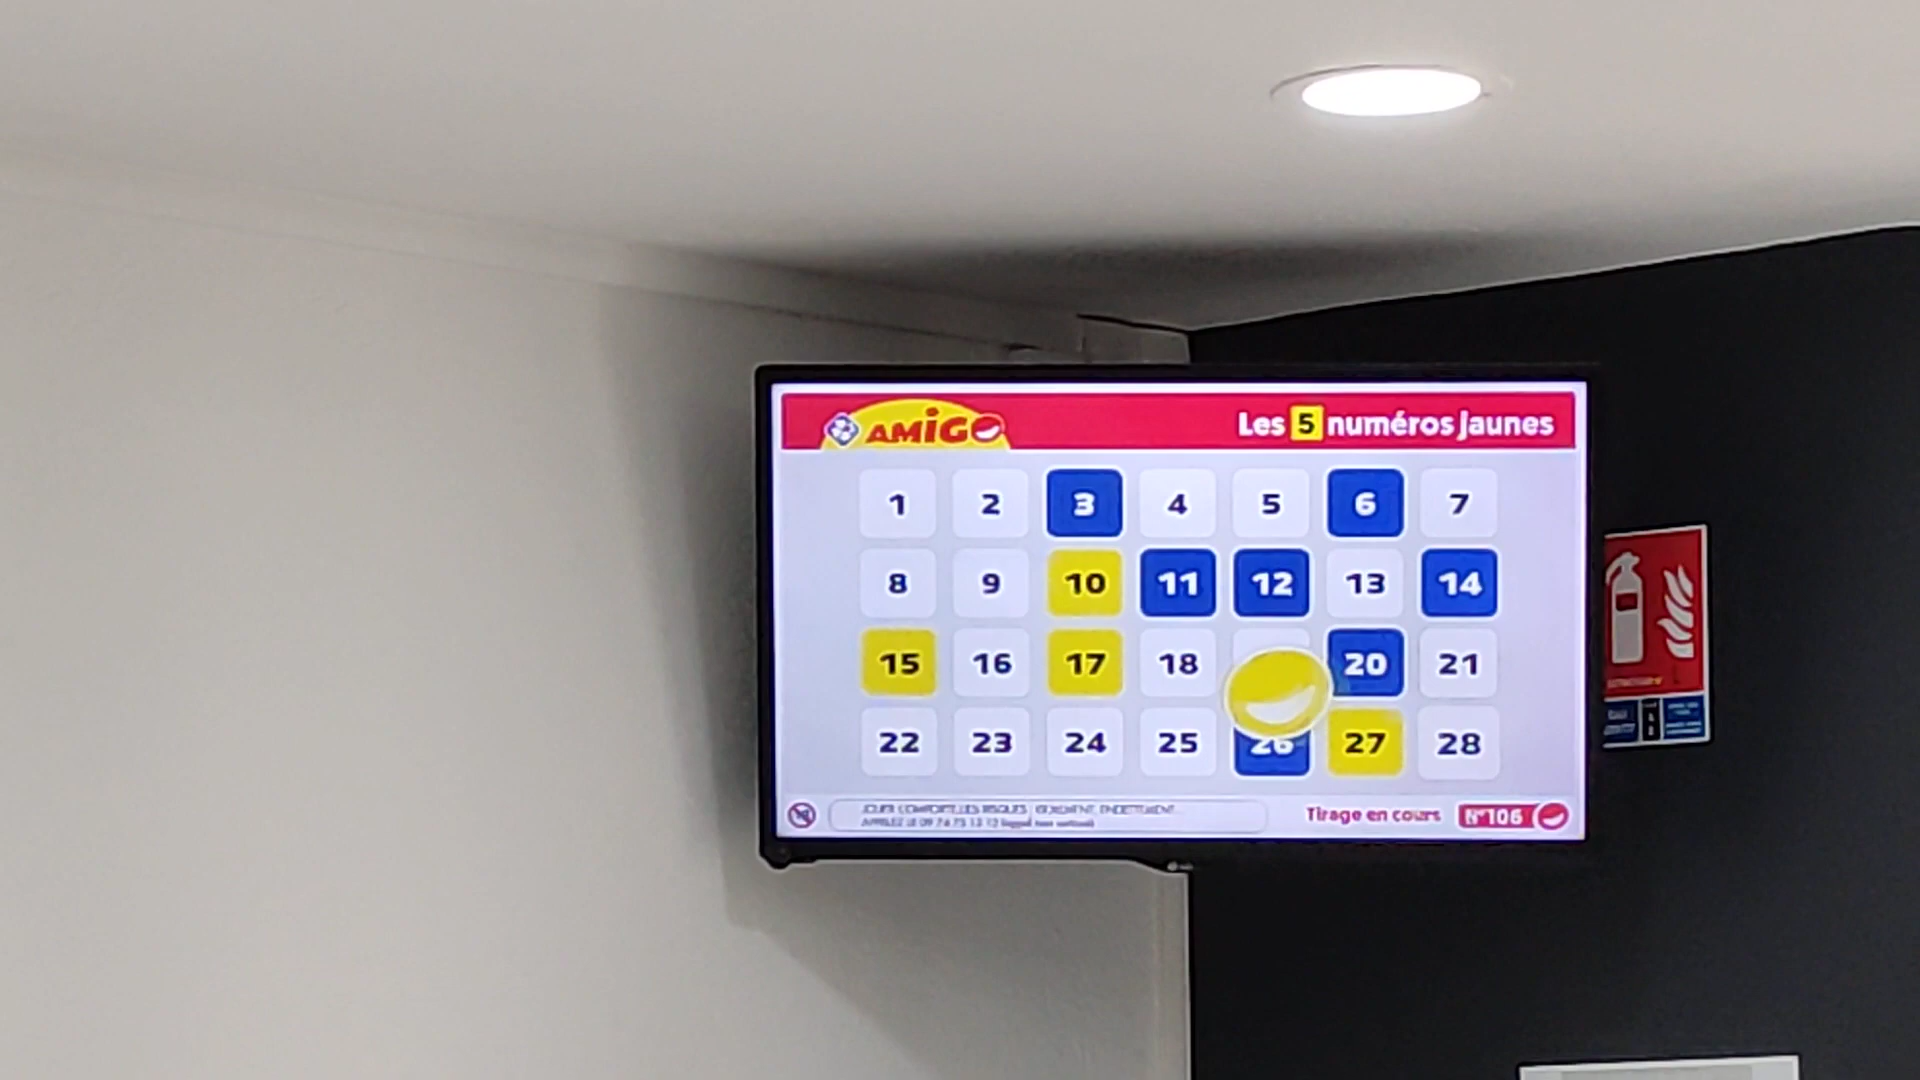 AMIGO
Les 5 numéros jaunes
1 2 3 4 5 6 7
8 9 10 11 12 13 14
15 16 17 18 20 21
22 23 24 25 26 27 28
Tirage en cours N°106